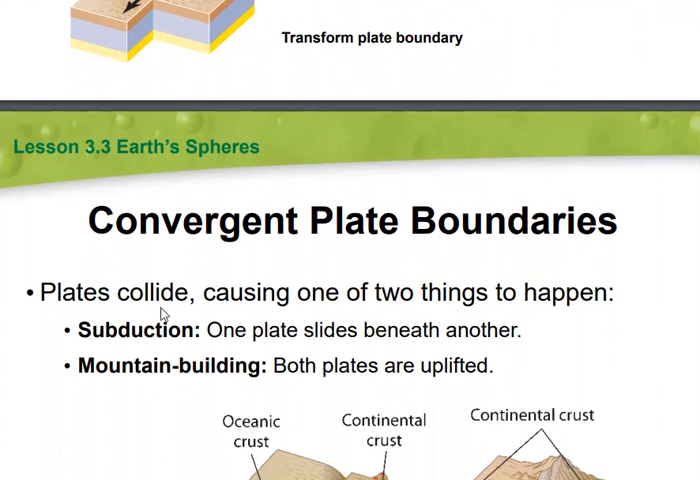 Transform plate boundary
Lesson 3.3 Earth's Spheres
Convergent Plate Boundaries
• Plates collide, causing one of two things to happen:
• Subduction: One plate slides beneath another.
• Mountain-building: Both plates are uplifted.
Oceanic
crust
Continental
crust
Continental crust